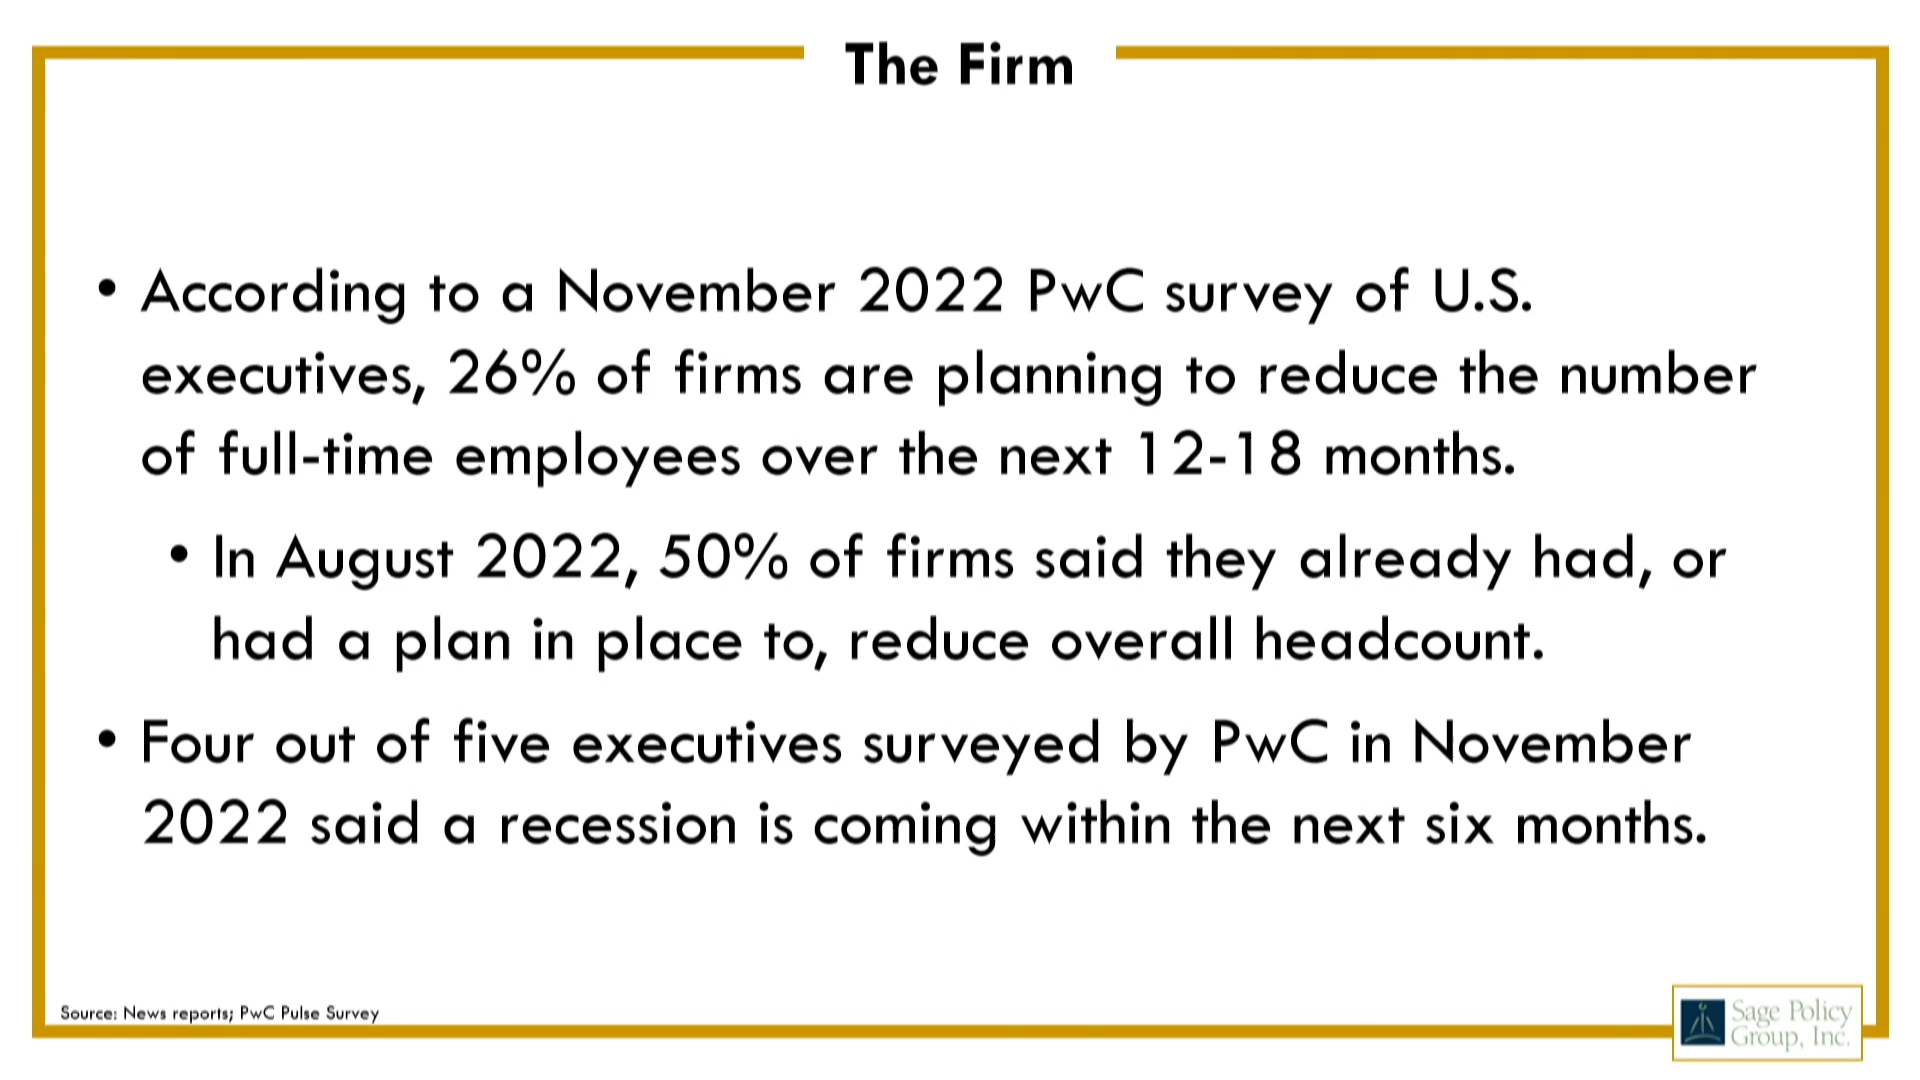 The Firm
• According to a November 2022 PwC survey of U.S.
executives, 26% of firms are planning to reduce the number
of full-time employees over the next 12-18 months.
• In August 2022, 50% of firms said they already had, or
had a plan in place to, reduce overall headcount.
• Four out of five executives surveyed by PwC in November
2022 said a recession is coming within the next six months.
Source: News reports; PwC Pulse Survey
Sage Policy
Group, Inc.